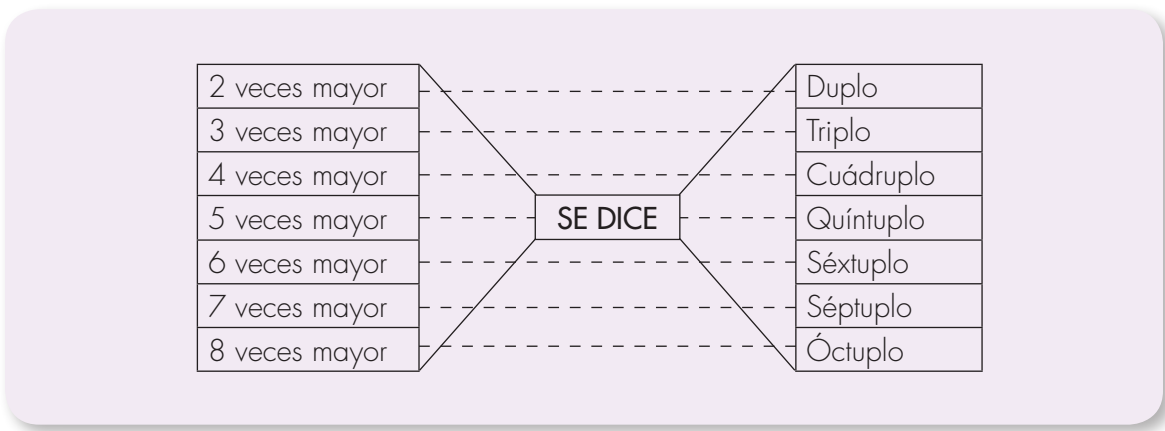 2 veces mayor Duplo
3 veces mayor Triplo
4 veces mayor Cuádruplo
5 veces mayor SE DICE Quíntuplo
6 veces mayor Séxtuplo
7 veces mayor Séptuplo
8 veces mayor Óctuplo